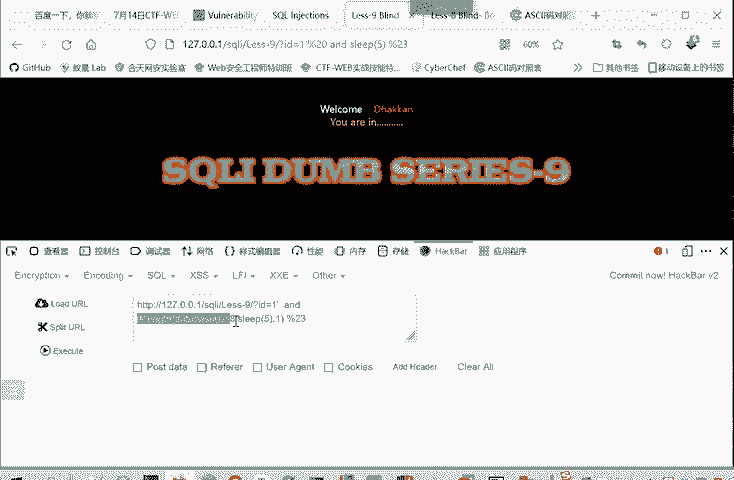 百度一下，你就
7月14日CTF-W
Vulnerability
SQL Injections
Less-9 Blind
Less-8 Blind- Bo
ASCII码对照
127.0.0.1/sqli/Less-9/?id=1'%20 and sleep(5) %23
60%
GitHub
蚁景 Lab
合天网安实验室
Web安全工程师特训班
CTF-WEB实战技能特...
CyberChef
ASCII码对照表
其他书签
移动设备上的书签
Welcome Dhakkan
You are in...........
SQLI DUMB SERIES-9
查看器
控制台
调试器
网络
样式编辑器
性能
内存
存储
HackBar
应用程序
1
Encryption
Encoding
SQL
XSS
LFI
XXE
Other
Commit now! HackBar v2
Load URL
Split URL
Execute
http://127.0.0.1/sqli/Less-9/?id=1' and
sleep(5),1) %23
Post data
Referer
User Agent
Cookies
Add Header
Clear All